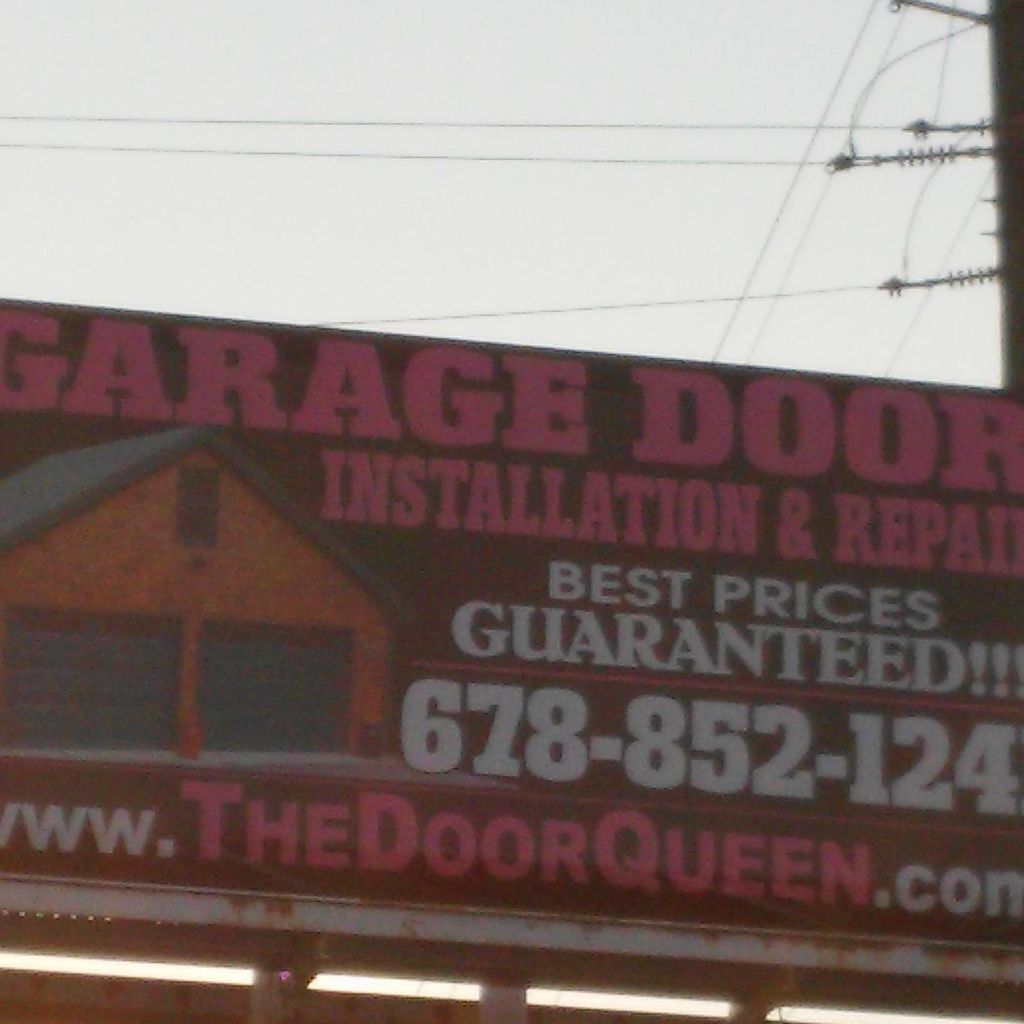 GARAGE DOOR
INSTALLATION & REPAI
BEST PRICES
GUARANTEED!!!
678-852-124
www.THEDOORQUEEN.com